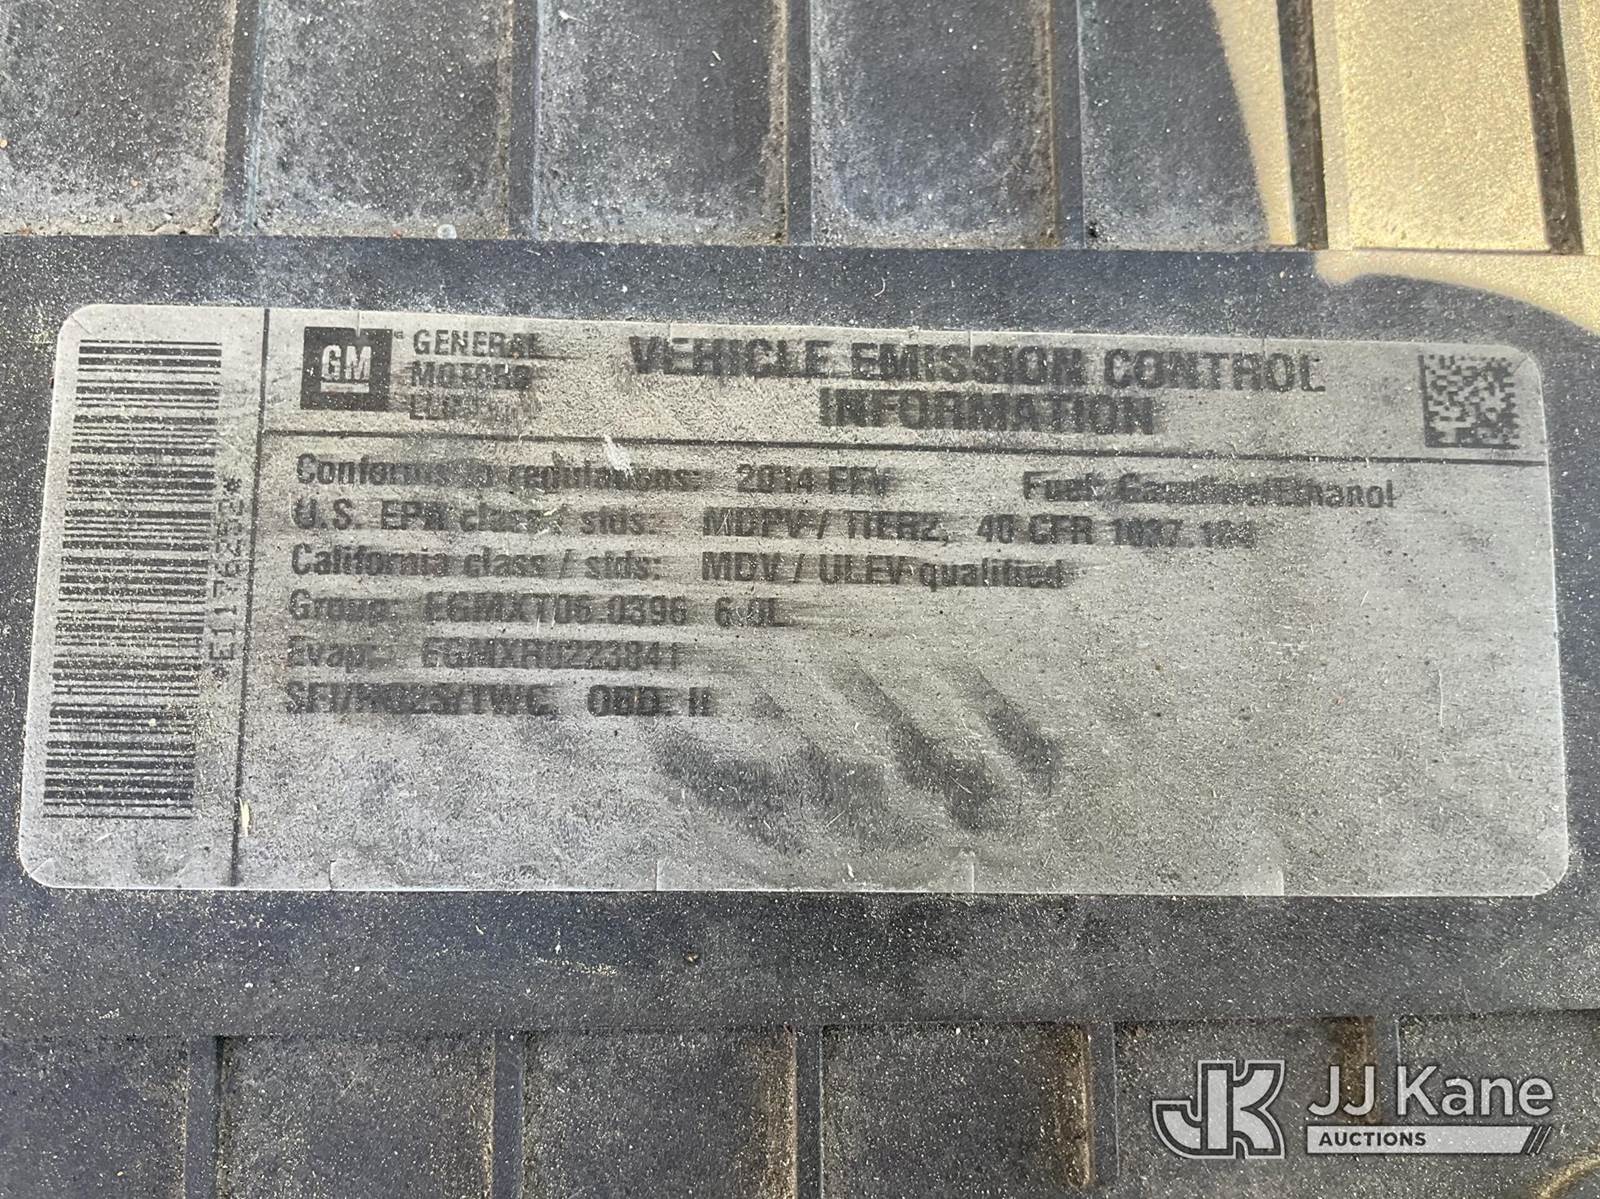 GM
GENERAL
MOTORS
VEHICLE EMISSION CONTROL
INFORMATION
Conforms to regulations: 2014 FFV Fuel: Gasoline/Ethanol
U.S. EPA class / stds: MDPV / TIER2, 40 CFR 1037.104
California class / stds: MDV / ULEV qualified
Group: EGMXT06.0396 6.0L
Evap: EGMXR0223841
SFI/HO2S/TWC, OBD II
JK JJ Kane
AUCTIONS